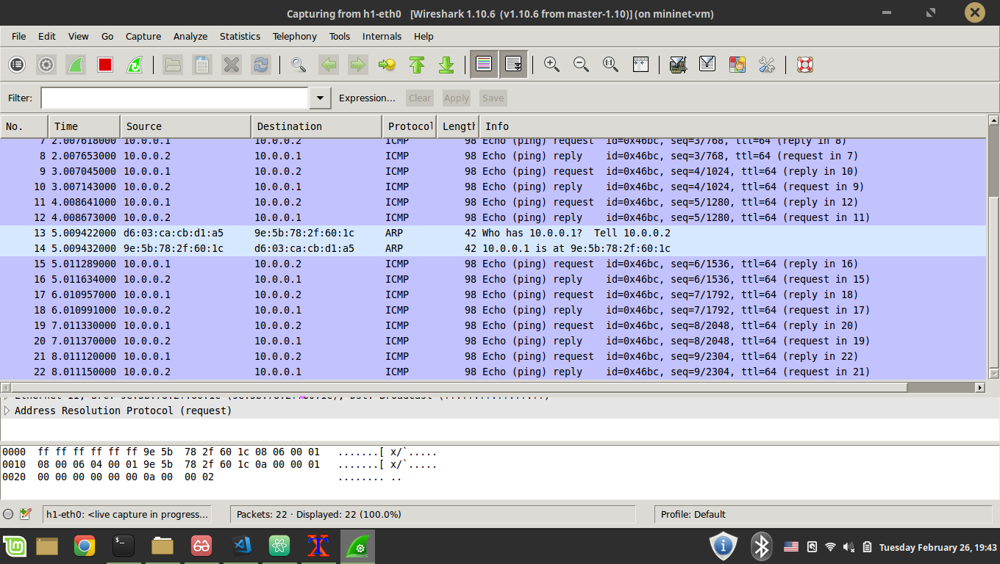 Capturing from h1-eth0 [Wireshark 1.10.6 (v1.10.6 from master-1.10)] (on mininet-vm)
File Edit View Go Capture Analyze Statistics Telephony Tools Internals Help
Filter: Expression... Clear Apply Save
No. Time Source Destination Protocol Length Info
7 2.007618000 10.0.0.1 10.0.0.2 ICMP 98 Echo (ping) request id=0x46bc, seq=3/768, ttl=64 (reply in 8)
8 2.007653000 10.0.0.2 10.0.0.1 ICMP 98 Echo (ping) reply id=0x46bc, seq=3/768, ttl=64 (request in 7)
9 3.007045000 10.0.0.1 10.0.0.2 ICMP 98 Echo (ping) request id=0x46bc, seq=4/1024, ttl=64 (reply in 10)
10 3.007143000 10.0.0.2 10.0.0.1 ICMP 98 Echo (ping) reply id=0x46bc, seq=4/1024, ttl=64 (request in 9)
11 4.008641000 10.0.0.1 10.0.0.2 ICMP 98 Echo (ping) request id=0x46bc, seq=5/1280, ttl=64 (reply in 12)
12 4.008673000 10.0.0.2 10.0.0.1 ICMP 98 Echo (ping) reply id=0x46bc, seq=5/1280, ttl=64 (request in 11)
13 5.009422000 d6:03:ca:cb:d1:a5 9e:5b:78:2f:60:1c ARP 42 Who has 10.0.0.1? Tell 10.0.0.2
14 5.009432000 9e:5b:78:2f:60:1c d6:03:ca:cb:d1:a5 ARP 42 10.0.0.1 is at 9e:5b:78:2f:60:1c
15 5.011289000 10.0.0.1 10.0.0.2 ICMP 98 Echo (ping) request id=0x46bc, seq=6/1536, ttl=64 (reply in 16)
16 5.011634000 10.0.0.2 10.0.0.1 ICMP 98 Echo (ping) reply id=0x46bc, seq=6/1536, ttl=64 (request in 15)
17 6.010957000 10.0.0.1 10.0.0.2 ICMP 98 Echo (ping) request id=0x46bc, seq=7/1792, ttl=64 (reply in 18)
18 6.010991000 10.0.0.2 10.0.0.1 ICMP 98 Echo (ping) reply id=0x46bc, seq=7/1792, ttl=64 (request in 17)
19 7.011330000 10.0.0.1 10.0.0.2 ICMP 98 Echo (ping) request id=0x46bc, seq=8/2048, ttl=64 (reply in 20)
20 7.011370000 10.0.0.2 10.0.0.1 ICMP 98 Echo (ping) reply id=0x46bc, seq=8/2048, ttl=64 (request in 19)
21 8.011120000 10.0.0.1 10.0.0.2 ICMP 98 Echo (ping) request id=0x46bc, seq=9/2304, ttl=64 (reply in 22)
22 8.011150000 10.0.0.2 10.0.0.1 ICMP 98 Echo (ping) reply id=0x46bc, seq=9/2304, ttl=64 (request in 21)
Address Resolution Protocol (request)
0000 ff ff ff ff ff ff 9e 5b 78 2f 60 1c 08 06 00 01 .......[ x/`.....
0010 08 00 06 04 00 01 9e 5b 78 2f 60 1c 0a 00 00 01 .......[ x/`.....
0020 00 00 00 00 00 00 0a 00 00 02 ........ ..
h1-eth0: <live capture in progress... Packets: 22 · Displayed: 22 (100.0%) Profile: Default
Tuesday February 26, 19:43